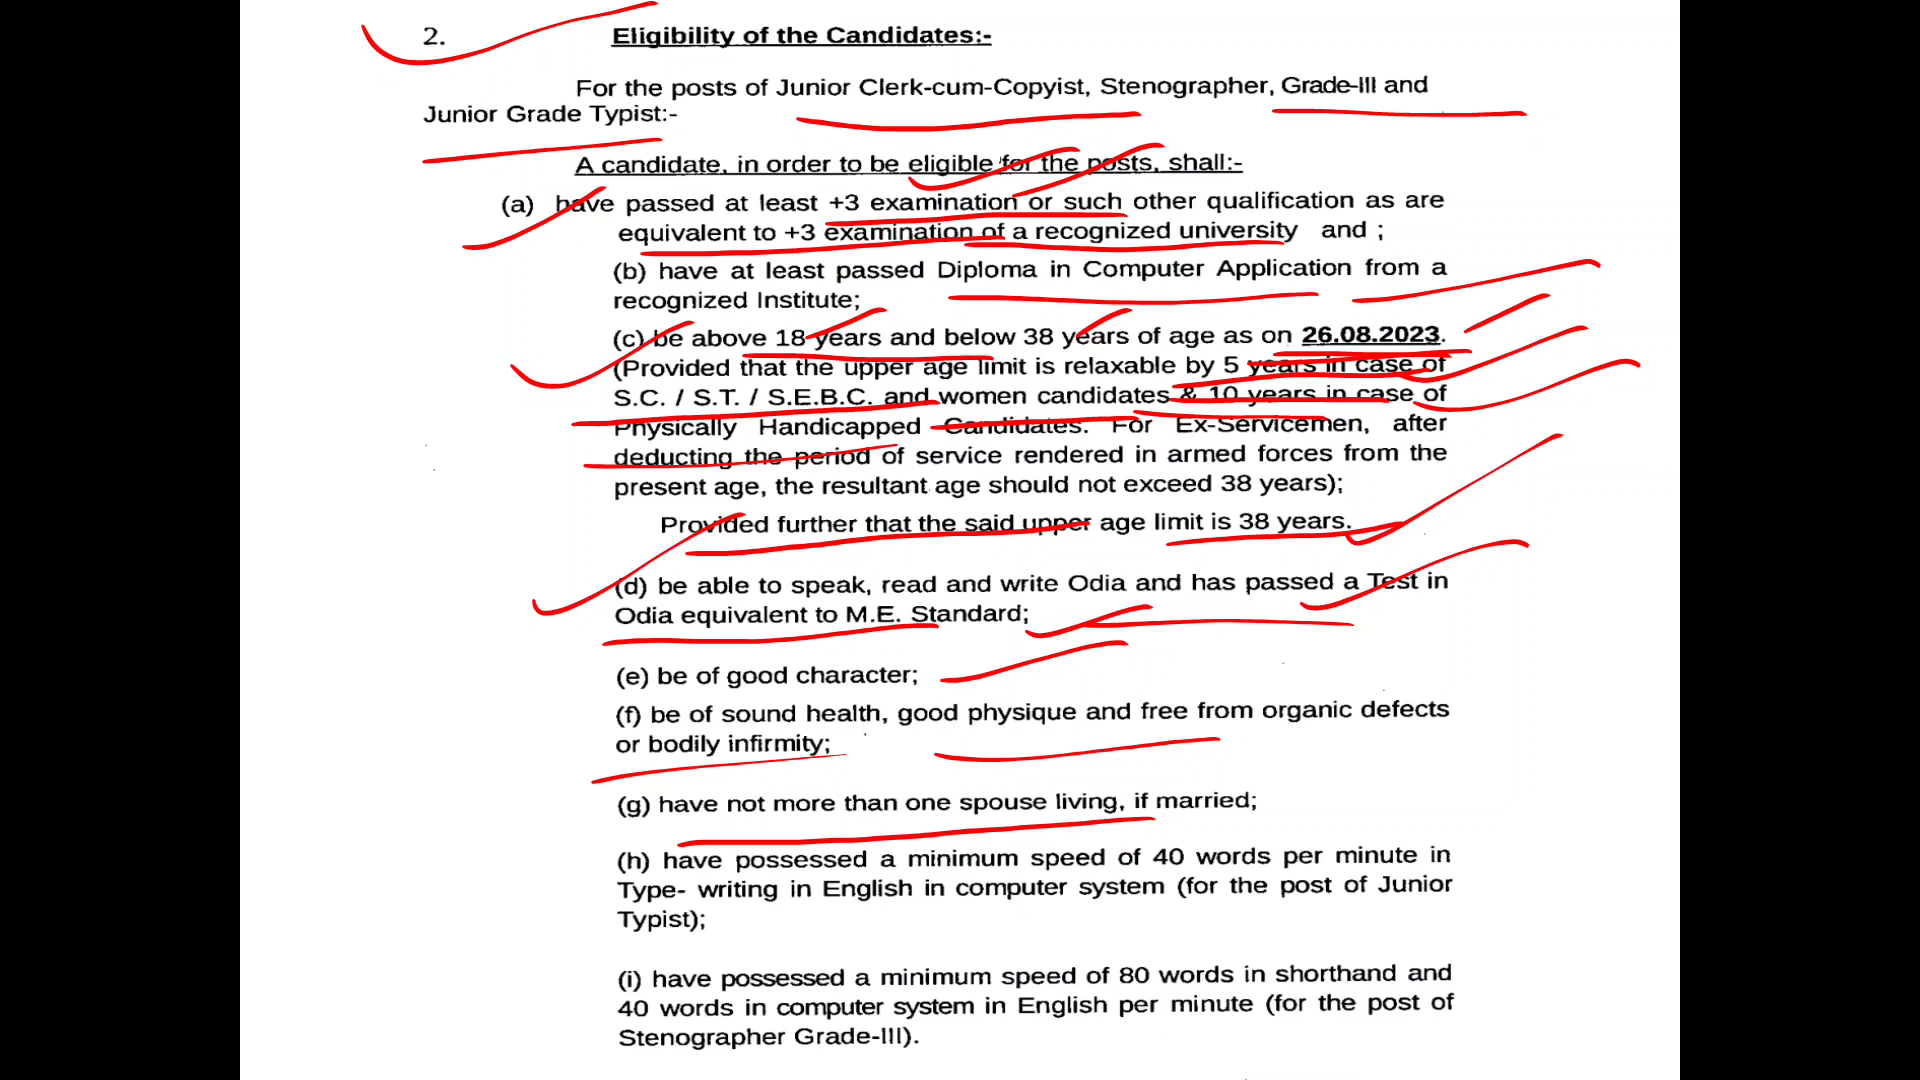 2. Eligibility of the Candidates:-
For the posts of Junior Clerk-cum-Copyist, Stenographer, Grade-III and
Junior Grade Typist:-
A candidate, in order to be eligible for the posts, shall:-
(a) have passed at least +3 examination or such other qualification as are
equivalent to +3 examination of a recognized university and ;
(b) have at least passed Diploma in Computer Application from a
recognized Institute;
(c) be above 18 years and below 38 years of age as on 26.08.2023.
(Provided that the upper age limit is relaxable by 5 years in case of
S.C. / S.T. / S.E.B.C. and women candidates & 10 years in case of
Physically Handicapped Candidates. For Ex-Servicemen, after
deducting the period of service rendered in armed forces from the
present age, the resultant age should not exceed 38 years);
Provided further that the said upper age limit is 38 years.
(d) be able to speak, read and write Odia and has passed a Test in
Odia equivalent to M.E. Standard;
(e) be of good character;
(f) be of sound health, good physique and free from organic defects
or bodily infirmity;
(g) have not more than one spouse living, if married;
(h) have possessed a minimum speed of 40 words per minute in
Type- writing in English in computer system (for the post of Junior
Typist);
(i) have possessed a minimum speed of 80 words in shorthand and
40 words in computer system in English per minute (for the post of
Stenographer Grade-III).